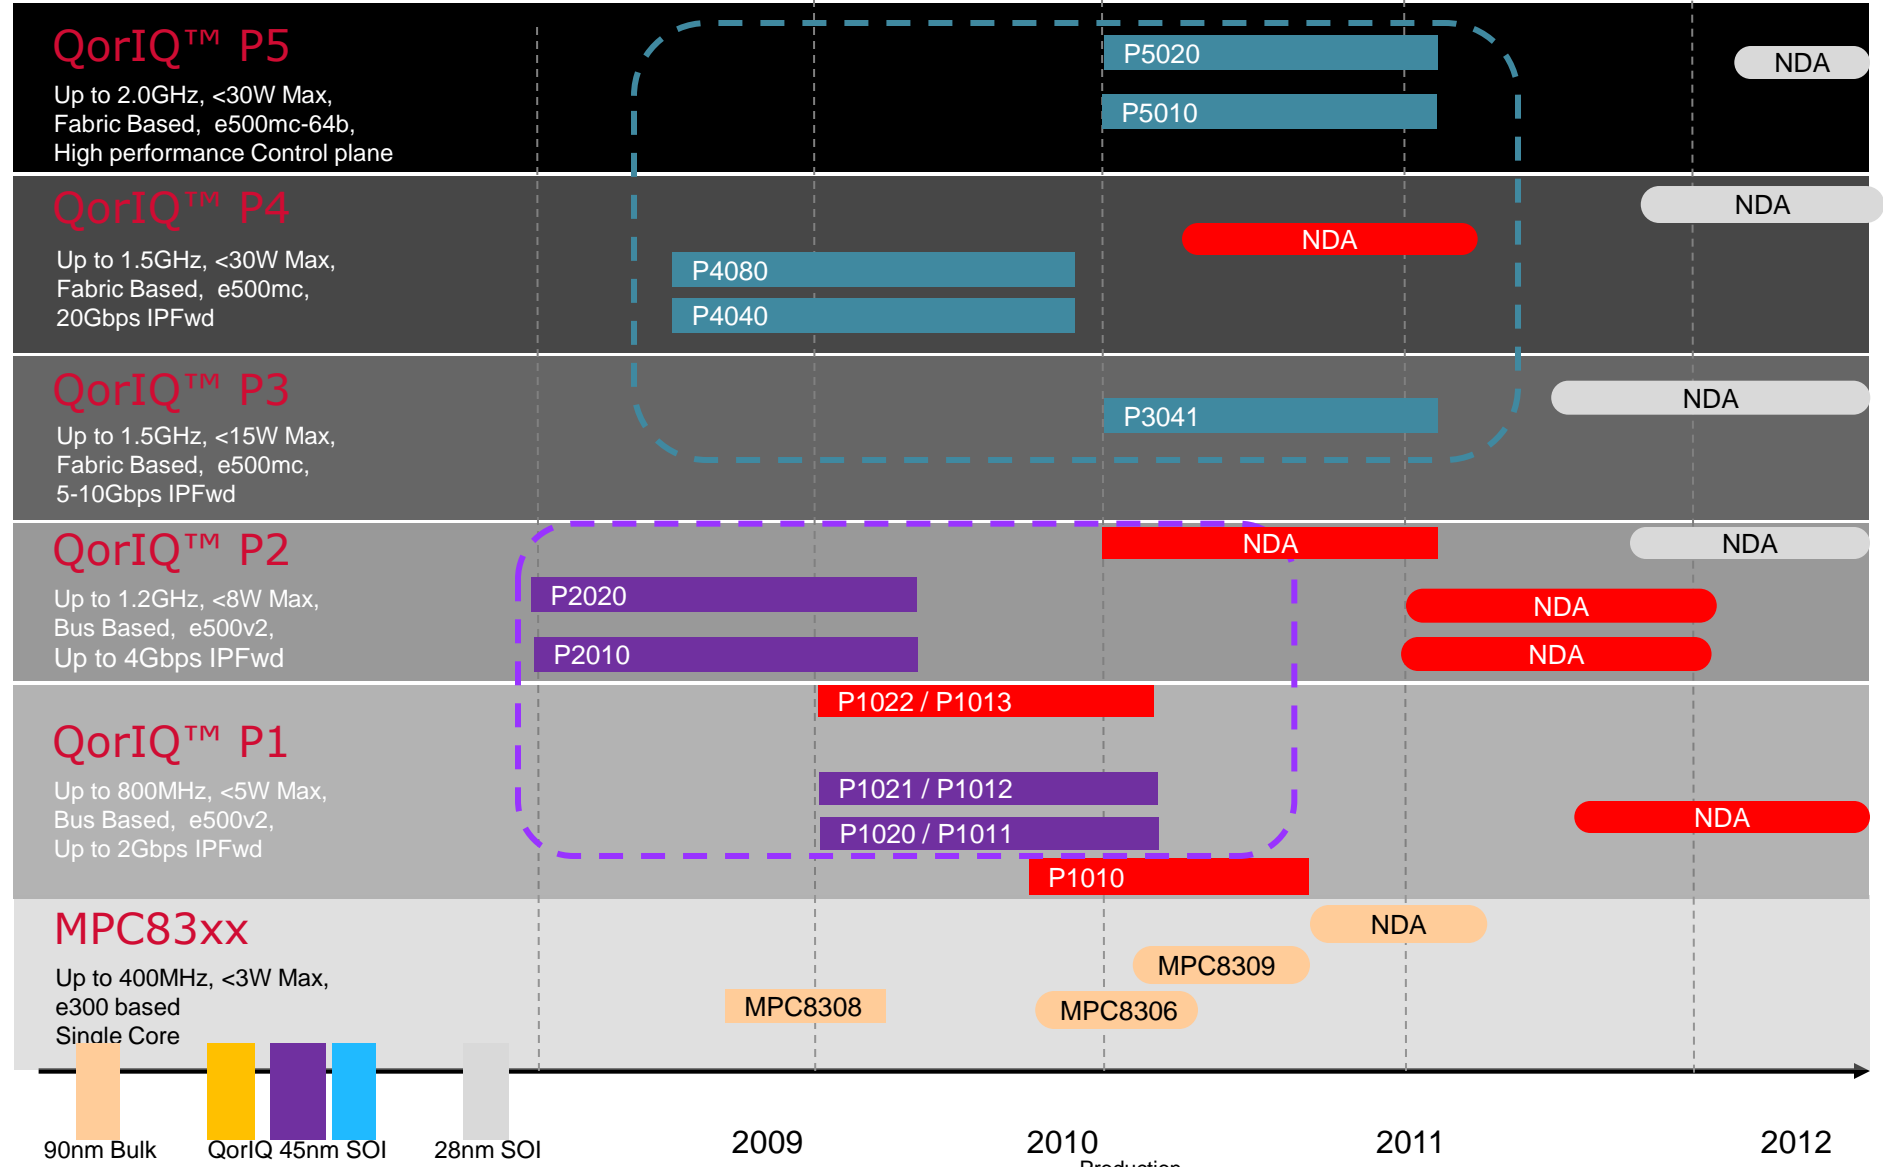 QorIQ™ P5
Up to 2.0GHz, <30W Max,
Fabric Based, e500mc-64b,
High performance Control plane
P5020
P5010
NDA
QorIQ™ P4
Up to 1.5GHz, <30W Max,
Fabric Based, e500mc,
20Gbps IPFwd
NDA
NDA
P4080
P4040
QorIQ™ P3
Up to 1.5GHz, <15W Max,
Fabric Based, e500mc,
5-10Gbps IPFwd
NDA
P3041
QorIQ™ P2
Up to 1.2GHz, <8W Max,
Bus Based, e500v2,
Up to 4Gbps IPFwd
NDA
NDA
P2020
NDA
P2010
NDA
QorIQ™ P1
Up to 800MHz, <5W Max,
Bus Based, e500v2,
Up to 2Gbps IPFwd
P1022 / P1013
P1021 / P1012
P1020 / P1011
NDA
P1010
MPC83xx
Up to 400MHz, <3W Max,
e300 based
Single Core
NDA
MPC8309
MPC8308
MPC8306
90nm Bulk
QorIQ 45nm SOI
28nm SOI
2009
2010
2011
2012
Production